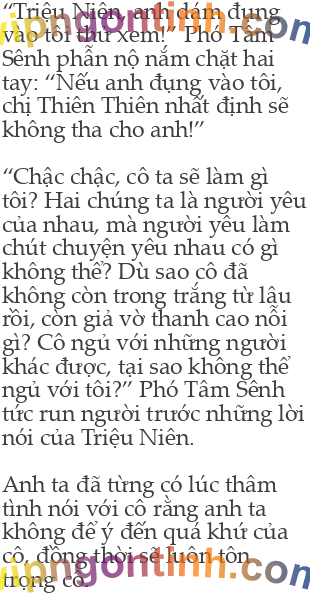 “Triệu Niên, anh dám đụng
vào tôi thử xem!” Phó Tâm
Sênh phẫn nộ nắm chặt hai
tay: “Nếu anh đụng vào tôi,
chị Thiên Thiên nhất định sẽ
không tha cho anh!”

“Chậc chậc, cô ta sẽ làm gì
tôi? Hai chúng ta là người yêu
của nhau, mà người yêu làm
chút chuyện yêu nhau có gì
không thể? Dù sao cô đã
không còn trong trắng từ lâu
rồi, còn giả vờ thanh cao nỗi
gì? Cô ngủ với những người
khác được, tại sao không thể
ngủ với tôi?” Phó Tâm Sênh
tức run người trước những lời
nói của Triệu Niên.

Anh ta đã từng có lúc thâm
tình nói với cô rằng anh ta
không để ý đến quá khứ của
cô, đồng thời sẽ luôn tôn
trọng cô.
vipngontinh.com
vipngontinh.com